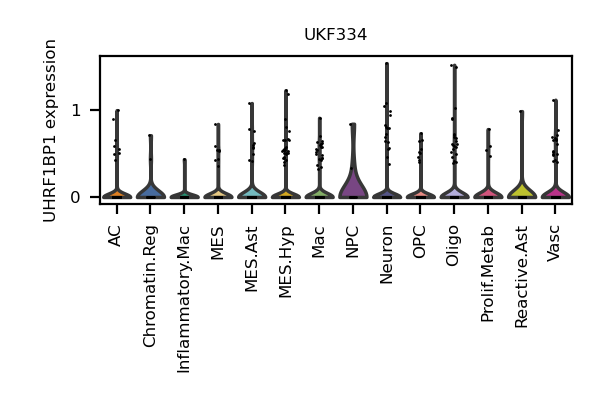 UKF334
UHRF1BP1 expression
1
0
AC
Chromatin.Reg
Inflammatory.Mac
MES
MES.Ast
MES.Hyp
Mac
NPC
Neuron
OPC
Oligo
Prolif.Metab
Reactive.Ast
Vasc